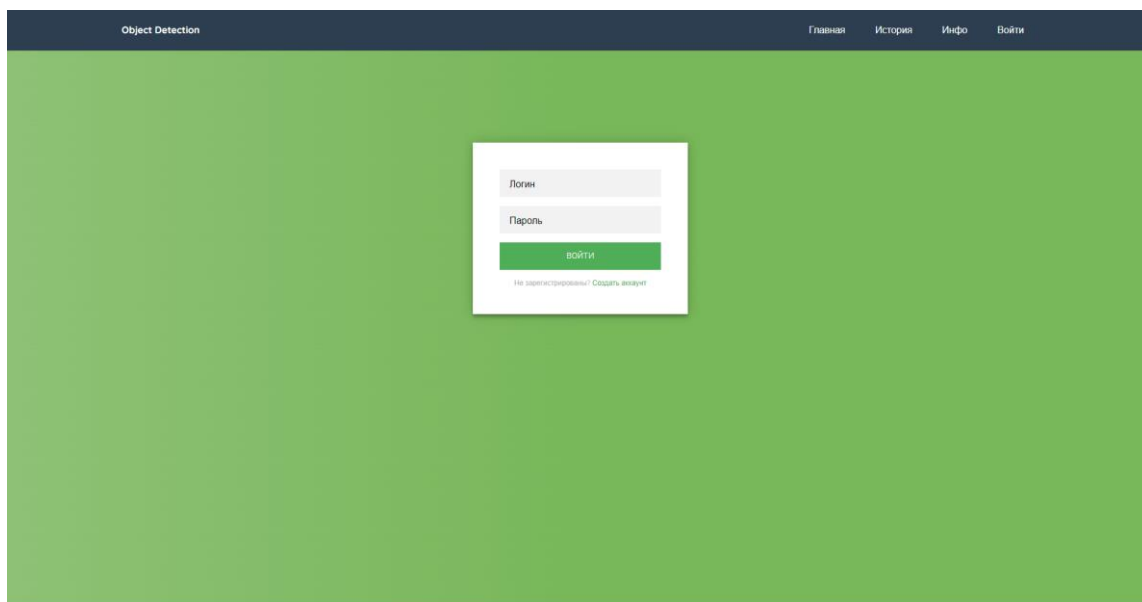 Object Detection Главная История Инфо Войти
Логин
Пароль
ВОЙТИ
Не зарегистрированы? Создать аккаунт